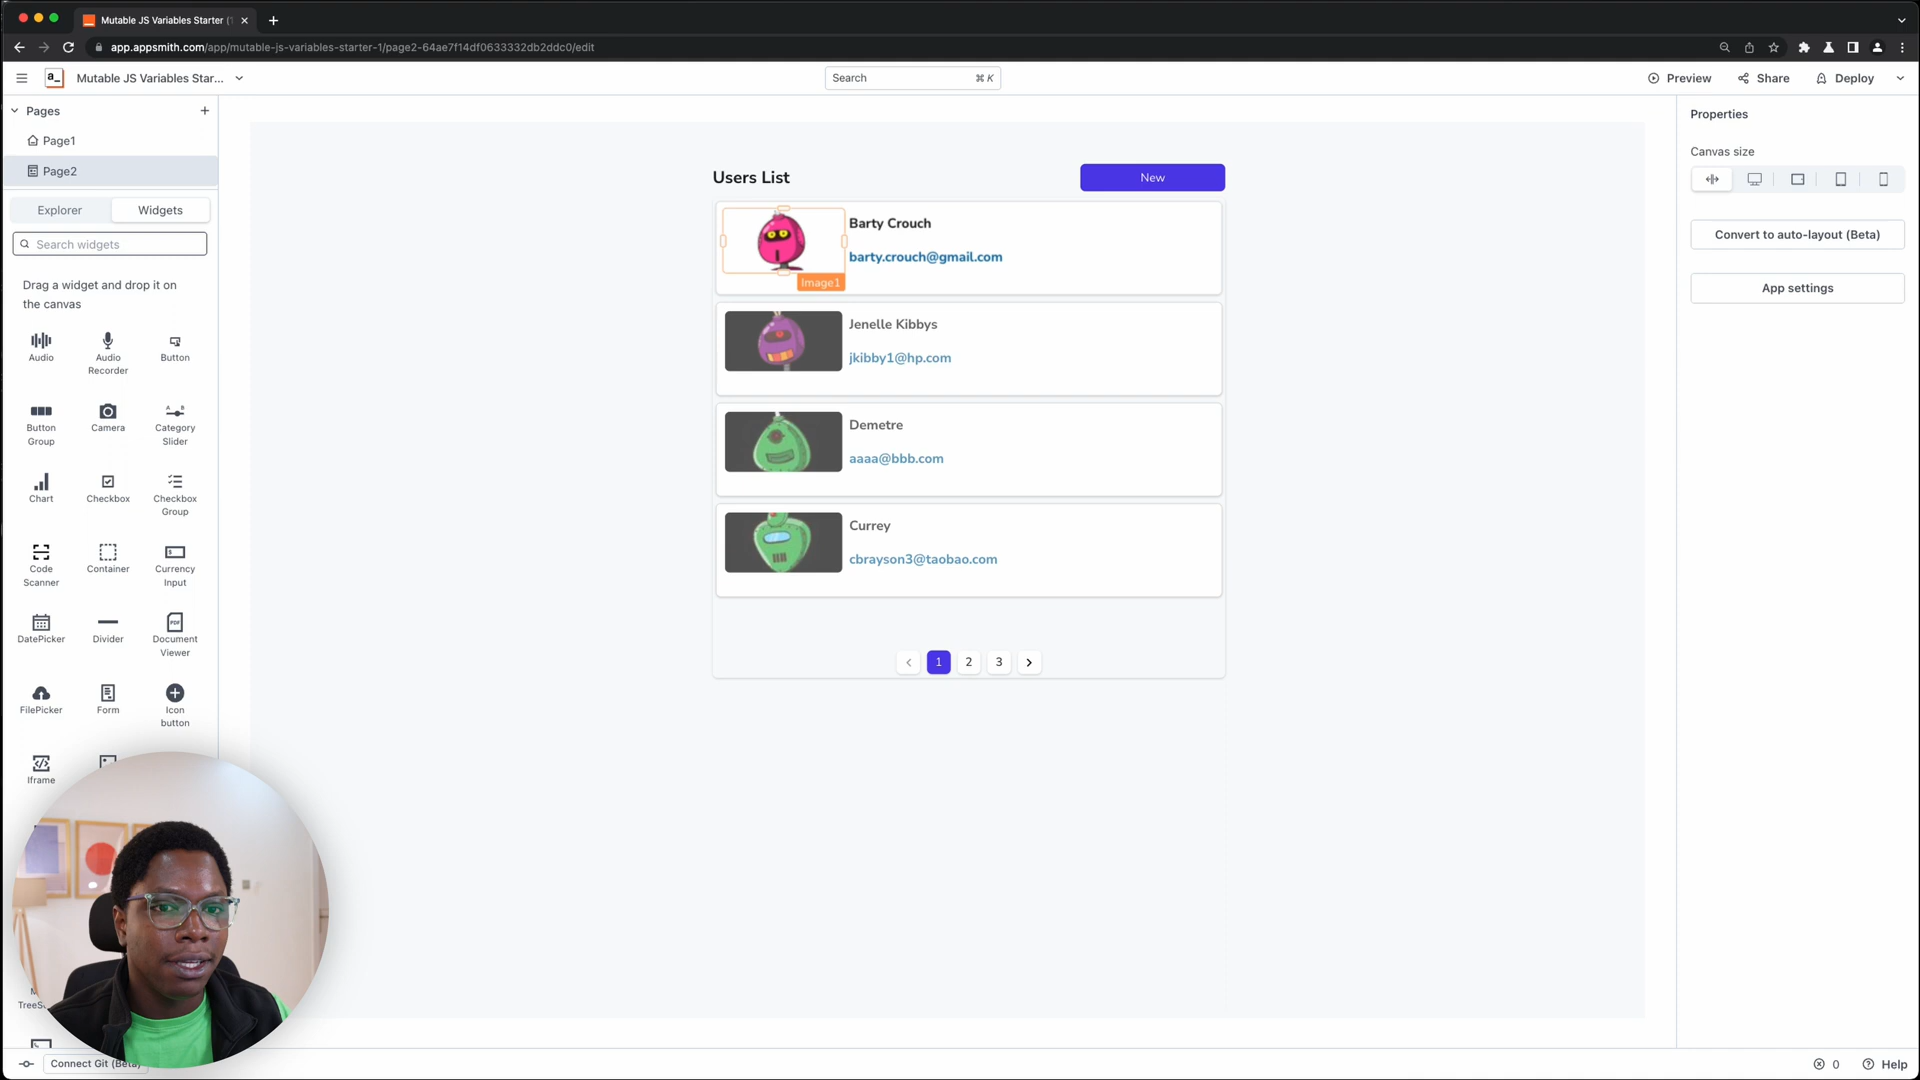 Mutable JS Variables Starter (1
app.appsmith.com/app/mutable-js-variables-starter-1/page2-64ae7f14df0633332db2ddc0/edit
a_
Mutable JS Variables Star...
Search
⌘ K
Preview
Share
Deploy
Pages
Page1
Page2
Explorer
Widgets
Search widgets
Drag a widget and drop it on
the canvas
Audio
Audio
Recorder
Button
Button
Group
Camera
Category
Slider
Chart
Checkbox
Checkbox
Group
Code
Scanner
Container
Currency
Input
DatePicker
Divider
Document
Viewer
FilePicker
Form
Icon
button
Iframe
Connect Git (Beta)
Users List
New
Barty Crouch
barty.crouch@gmail.com
Image1
Jenelle Kibbys
jkibby1@hp.com
Demetre
aaaa@bbb.com
Currey
cbrayson3@taobao.com
1
2
3
Properties
Canvas size
Convert to auto-layout (Beta)
App settings
0
Help